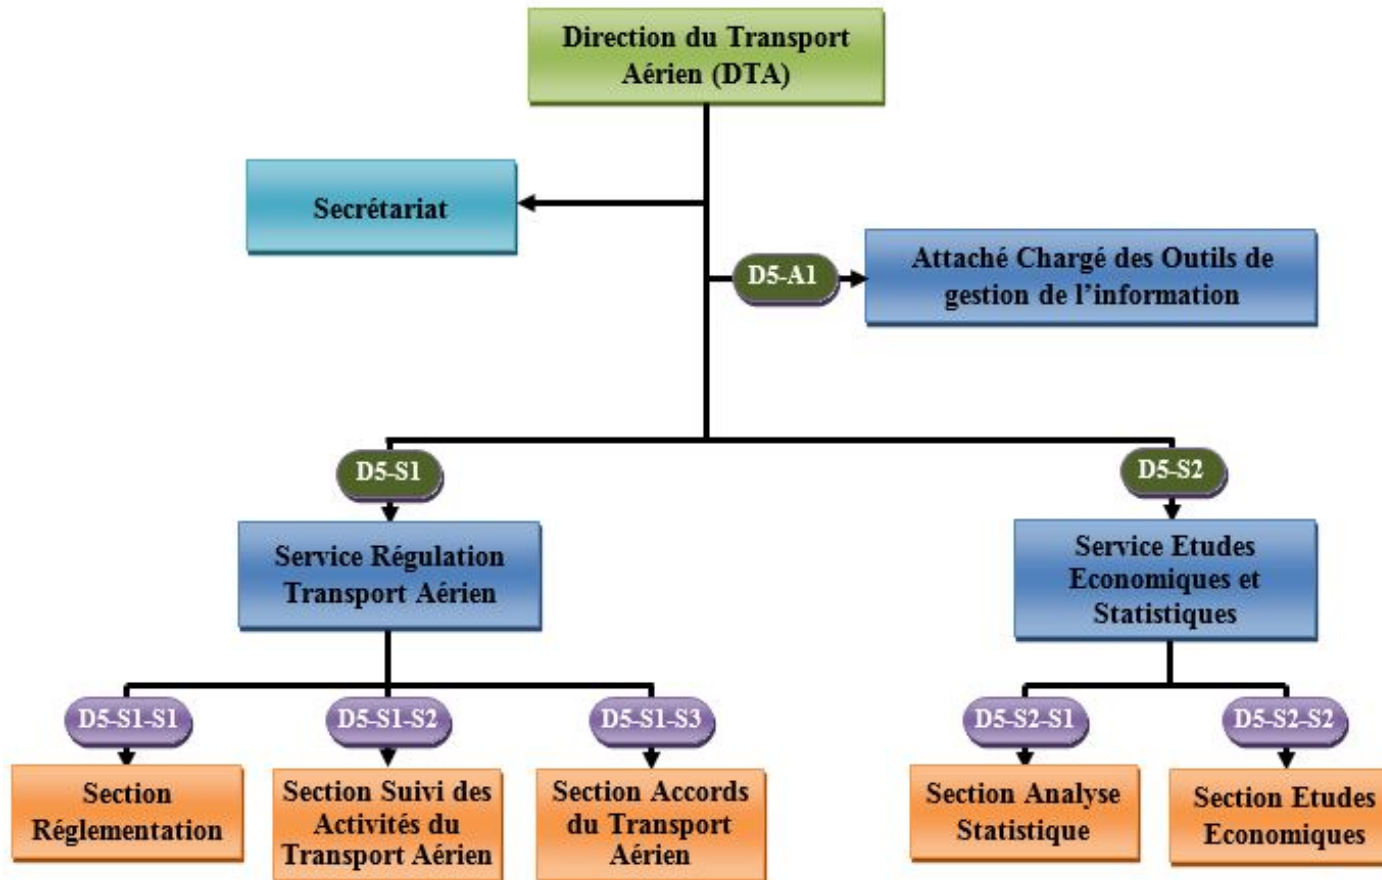 Direction du Transport
Aérien (DTA)
Secrétariat
D5-A1
Attaché Chargé des Outils de
gestion de l'information
D5-S1
D5-S2
Service Régulation
Transport Aérien
Service Etudes
Economiques et
Statistiques
D5-S1-S1
D5-S1-S2
D5-S1-S3
D5-S2-S1
D5-S2-S2
Section
Réglementation
Section Suivi des
Activités du
Transport Aérien
Section Accords
du Transport
Aérien
Section Analyse
Statistique
Section Etudes
Economiques